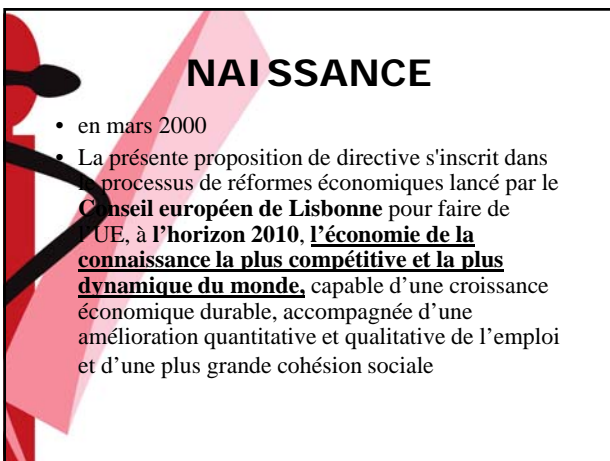 NAISSANCE
• en mars 2000
• La présente proposition de directive s'inscrit dans
le processus de réformes économiques lancé par le
Conseil européen de Lisbonne pour faire de
l’UE, à l’horizon 2010, l’économie de la
connaissance la plus compétitive et la plus
dynamique du monde, capable d’une croissance
économique durable, accompagnée d’une
amélioration quantitative et qualitative de l’emploi
et d’une plus grande cohésion sociale